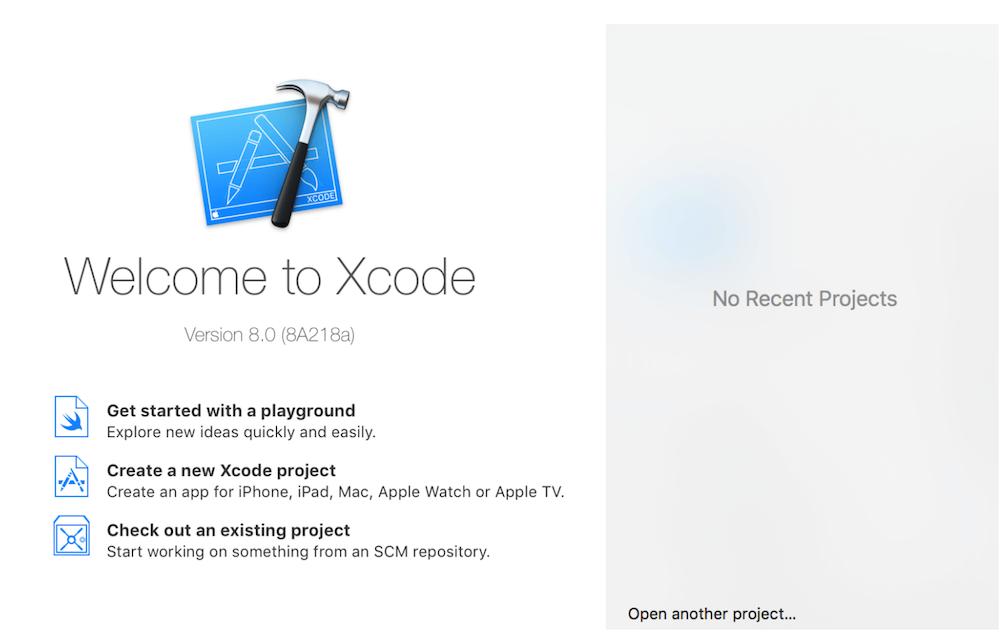 XCODE
Welcome to Xcode
Version 8.0 (8A218a)
Get started with a playground
Explore new ideas quickly and easily.
Create a new Xcode project
Create an app for iPhone, iPad, Mac, Apple Watch or Apple TV.
Check out an existing project
Start working on something from an SCM repository.
No Recent Projects
Open another project...